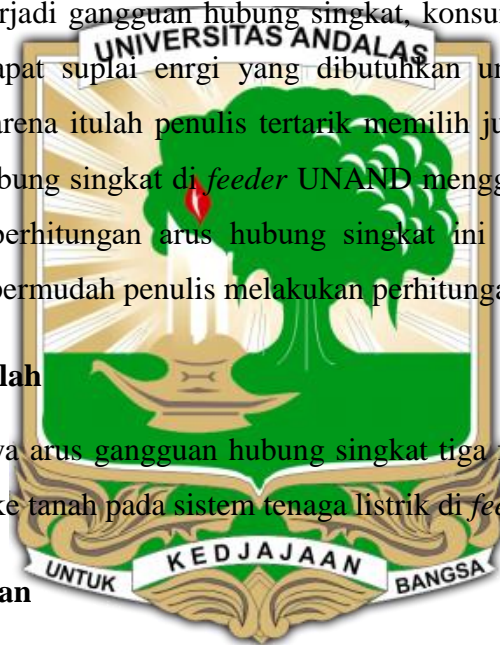 rjadi gangguan hubung singkat, konsu
UNIVERSITAS ANDALAS
apat suplai enrgi yang dibutuhkan un
arena itulah penulis tertarik memilih ju
bung singkat di feeder UNAND mengg
perhitungan arus hubung singkat ini
permudah penulis melakukan perhitunga
lah
ya arus gangguan hubung singkat tiga
ke tanah pada sistem tenaga listrik di fee
UNTUK KEDJAJAAN BANGSA
an